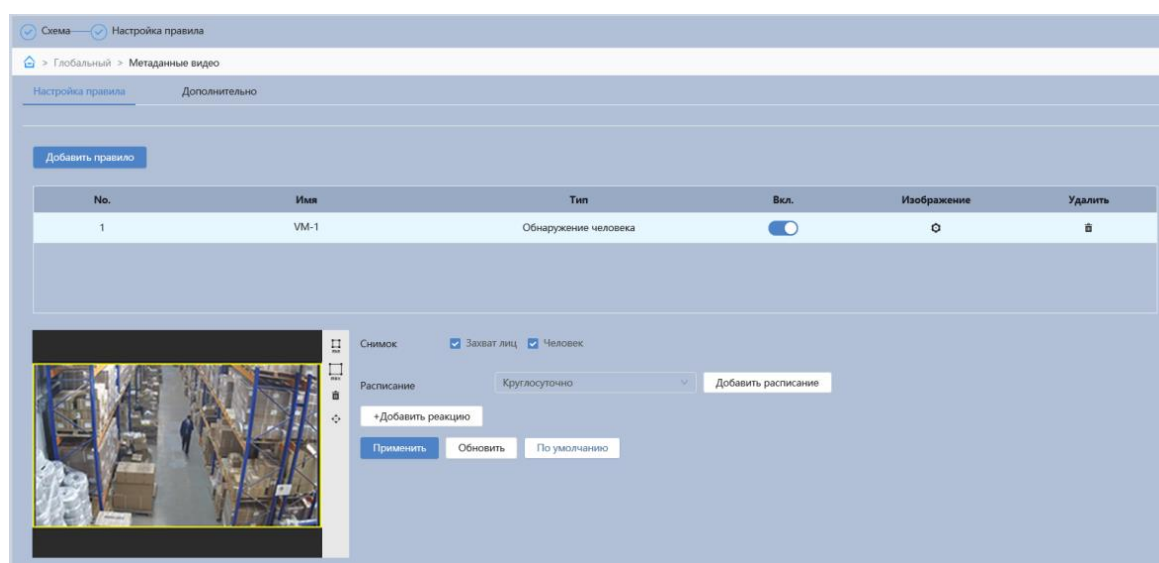 Схема Настройка правила
> Глобальный > Метаданные видео
Настройка правила Дополнительно
Добавить правило
No. Имя Тип Вкл. Изображение Удалить
1 VM-1 Обнаружение человека
Снимок Захват лиц Человек
Расписание Круглосуточно Добавить расписание
+Добавить реакцию
Применить Обновить По умолчанию